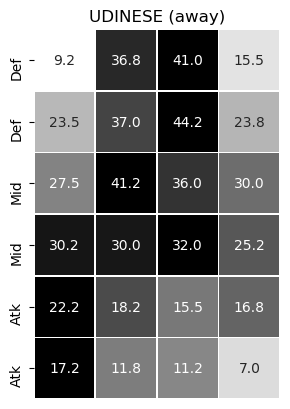 UDINESE (away)
Def 9.2 36.8 41.0 15.5
Def 23.5 37.0 44.2 23.8
Mid 27.5 41.2 36.0 30.0
Mid 30.2 30.0 32.0 25.2
Atk 22.2 18.2 15.5 16.8
Atk 17.2 11.8 11.2 7.0